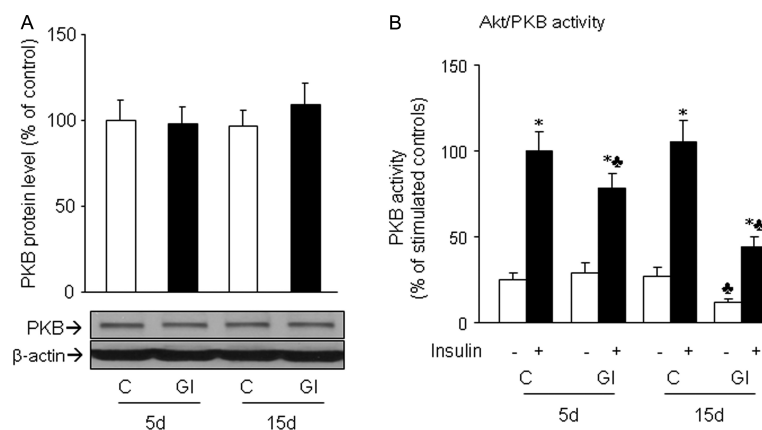 A
PKB protein level (% of control)
150
100
50
0
PKB→
β-actin→
C GI C GI
5d 15d
B
Akt/PKB activity
PKB activity
(% of stimulated controls)
150
100
50
0
* *♣ * ♣ *♣
Insulin - + - + - + - +
C GI C GI
5d 15d